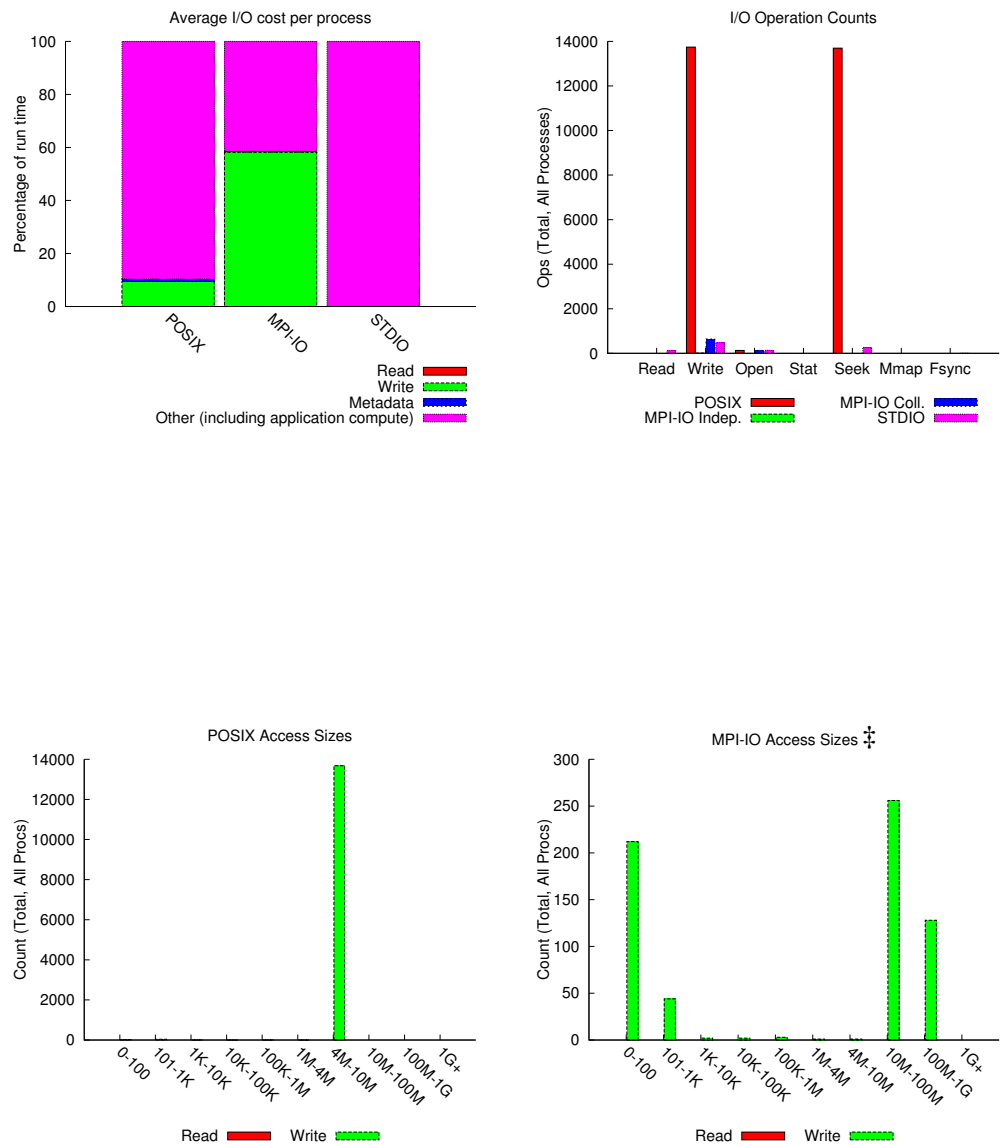 Average I/O cost per process
100
80
60
40
20
0
Percentage of run time
POSIX
MPI-IO
STDIO
Read
Write
Metadata
Other (including application compute)
I/O Operation Counts
14000
12000
10000
8000
6000
4000
2000
0
Ops (Total, All Processes)
Read Write Open Stat Seek Mmap Fsync
POSIX
MPI-IO Indep.
MPI-IO Coll.
STDIO
POSIX Access Sizes
14000
12000
10000
8000
6000
4000
2000
0
Count (Total, All Procs)
0-100
101-1K
1K-10K
10K-100K
100K-1M
1M-4M
4M-10M
10M-100M
100M-1G
1G+
Read Write
MPI-IO Access Sizes ‡
300
250
200
150
100
50
0
Count (Total, All Procs)
0-100
101-1K
1K-10K
10K-100K
100K-1M
1M-4M
4M-10M
10M-100M
100M-1G
1G+
Read Write